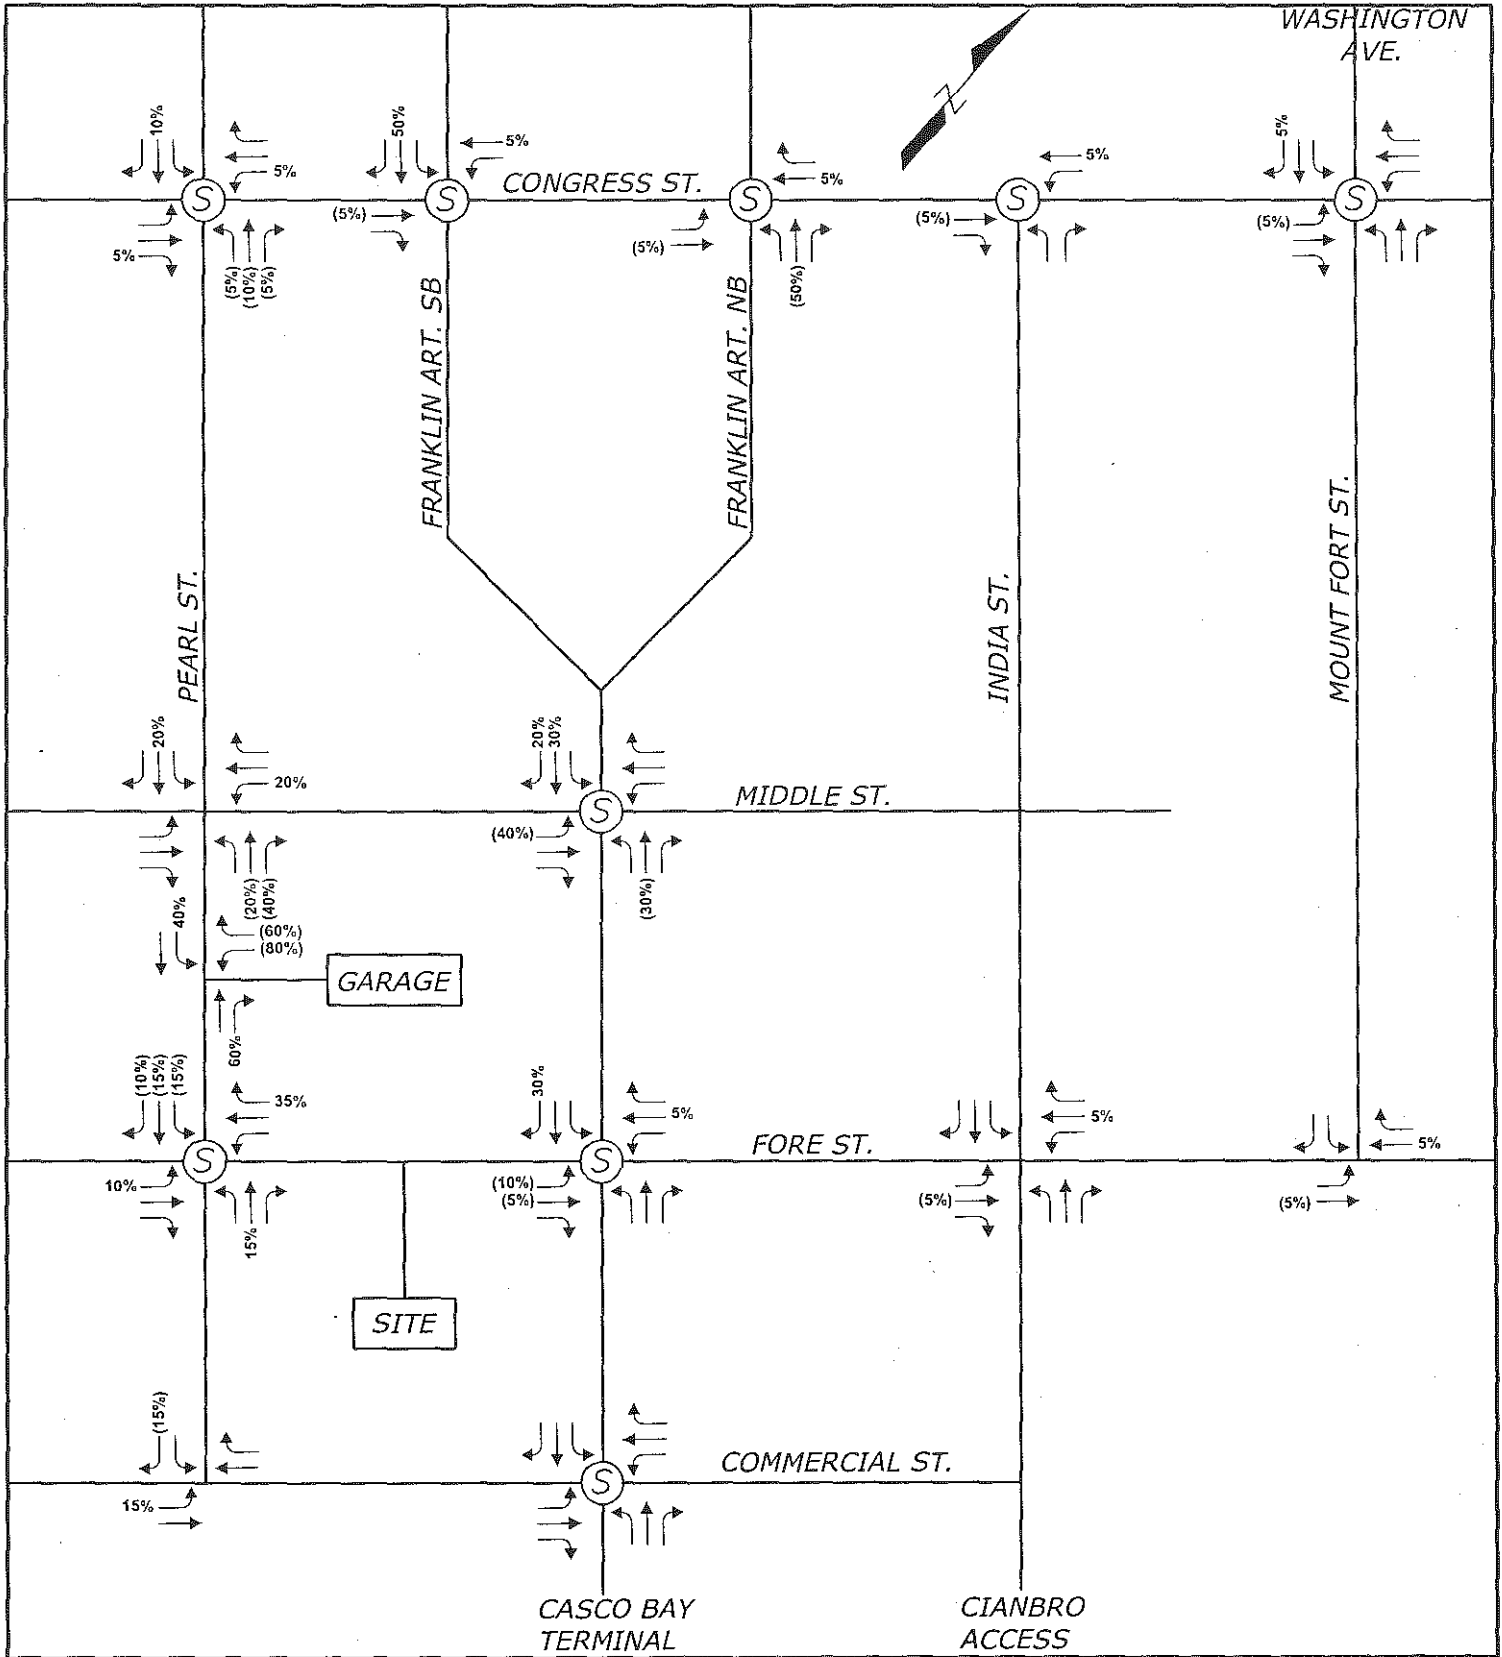 WASHINGTON
AVE.
10%
5%
5%
(5%)
(10%)
(5%)
50%
5%
(5%)
CONGRESS ST.
5%
(5%)
(50%)
Z
5%
(5%)
5%
(5%)
S
S
S
S
S
FRANKLIN ART. SB
FRANKLIN ART. NB
PEARL ST.
INDIA ST.
MOUNT FORT ST.
20%
20%
(20%)
(40%)
20%
30%
MIDDLE ST.
S
(40%)
(30%)
40%
(60%)
(80%)
GARAGE
60%
(10%)
(15%)
(15%)
35%
S
10%
15%
30%
5%
FORE ST.
S
(10%)
(5%)
5%
(5%)
5%
(5%)
SITE
(15%)
15%
COMMERCIAL ST.
S
CASCO BAY
TERMINAL
CIANBRO
ACCESS